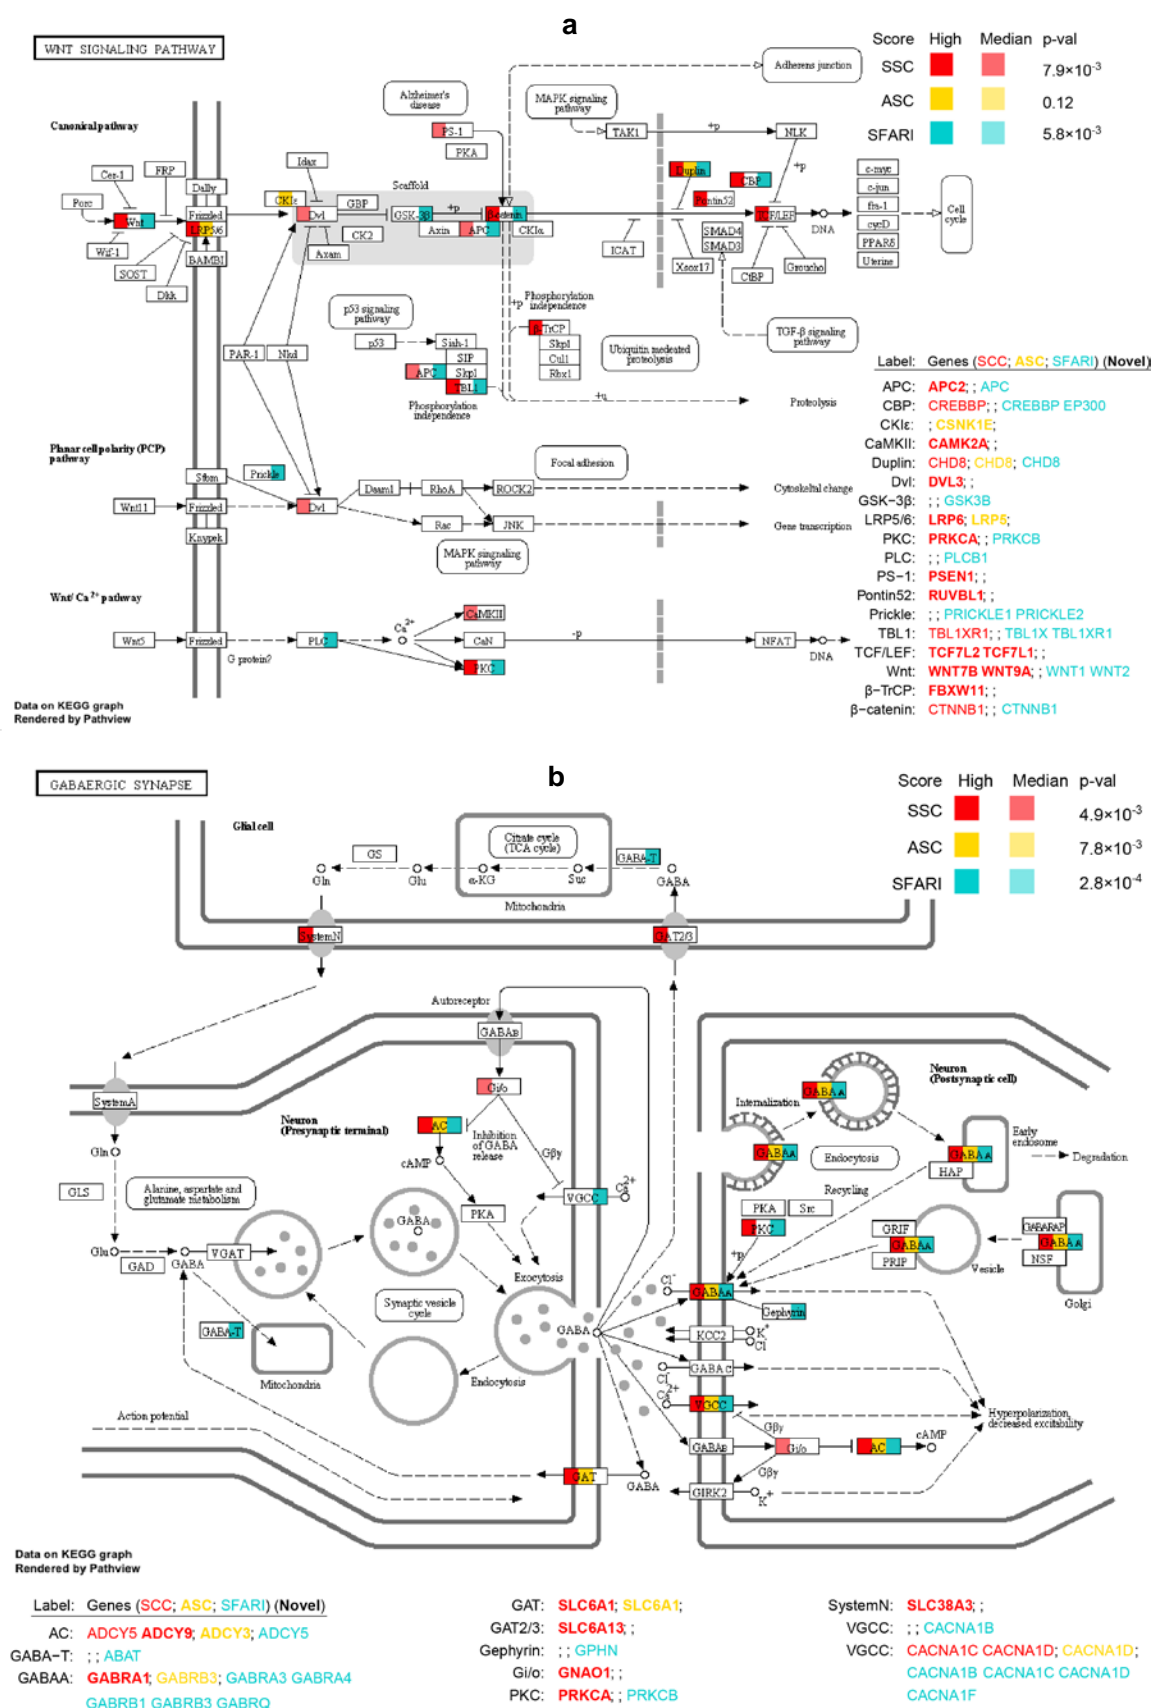 a
WNT SIGNALING PATHWAY
Score High Median p-val
SSC 7.9×10-3
ASC 0.12
SFARI 5.8×10-3
Adherens junction
Alzheimer's
disease
MAPK signaling
pathway
Canonical pathway
PS-1
PKA
TAK1
+p
NLK
Cer-1
FRP
Idax
Scaffold
Duplin
CBP
+p
c-myc
c-jun
fra-1
cycD
PPARδ
Uterine
Cell
cycle
Porc
Dally
CKIε
GBP
GSK-3β
+p
β-catenin
Pontin52
Wnt
Frizzled
LRP5/6
Dvl
Axin
APC
CKIα
TCF/LEF
DNA
Wif-1
BAMBI
CK2
Axam
ICAT
SMAD4
SMAD3
SOST
Dkk
Xsox17
CtBP
Groucho
p53 signaling
pathway
+p
Phosphorylation
independence
TGF-β signaling
pathway
β-TrCP
Skp1
Cul1
Rbx1
Ubiquitin mediated
proteolysis
PAR-1
Nkd
p53
Siah-1
SIP
APC
Skp1
TBL1
Phosphorylation
independence
+u
Proteolysis
Label: Genes (SCC; ASC; SFARI) (Novel)
APC: APC2; ; APC
CBP: CREBBP; ; CREBBP EP300
CKIε: ; CSNK1E;
CaMKII: CAMK2A; ;
Duplin: CHD8; CHD8; CHD8
Dvl: DVL3; ;
GSK−3β: ; ; GSK3B
LRP5/6: LRP6; LRP5;
PKC: PRKCA; ; PRKCB
PLC: ; ; PLCB1
PS−1: PSEN1; ;
Pontin52: RUVBL1; ;
Prickle: ; ; PRICKLE1 PRICKLE2
TBL1: TBL1XR1; ; TBL1X TBL1XR1
TCF/LEF: TCF7L2 TCF7L1; ;
Wnt: WNT7B WNT9A; ; WNT1 WNT2
β−TrCP: FBXW11; ;
β−catenin: CTNNB1; ; CTNNB1
Planar cell polarity (PCP)
pathway
Stbm
Prickle
Focal adhesion
Wnt11
Frizzled
Dvl
Daam1
RhoA
ROCK2
Cytoskeltal change
Knypek
Rac
JNK
Gene transcription
MAPK singnaling
pathway
Wnt/ Ca2+ pathway
Wnt5
Frizzled
G protein?
PLC
Ca2+
CaMKII
CaN
PKC
-p
NFAT
DNA
Data on KEGG graph
Rendered by Pathview
b
GABAERGIC SYNAPSE
Score High Median p-val
SSC 4.9×10-3
ASC 7.8×10-3
SFARI 2.8×10-4
Glial cell
Citrate cycle
(TCA cycle)
GS
GABA-T
Gln
Glu
α-KG
Suc
GABA
Mitochondria
SystemN
GAT2/3
Autoreceptor
GABAB
Gi/o
SystemA
Neuron
(Presynaptic terminal)
AC
Inhibition
of GABA
release
Gβγ
cAMP
Gln
GLS
Alanine, aspartate and
glutamate metabolism
GABA
PKA
VGCC
Ca2+
Glu
GAD
GABA
VGAT
Exocytosis
Synaptic vesicle
cycle
GABA
GABA-T
Mitochondria
Endocytosis
Action potential
GAT
GABA
Neuron
(Postsynaptic cell)
Internalization
GABAA
GABAA
Endocytosis
GABAA
HAP
Early
endosome
Degradation
Recycling
PKA
Src
PKC
+p
GRIF
GABAA
PRIP
Vesicle
GABARAP
GABAA
NSF
Golgi
Cl-
GABAA
Gephyrin
KCC2
K+
Cl-
GABAC
Cl-
Ca2+
VGCC
Gβγ
Hyperpolarization,
decreased excitability
GABAB
Gi/o
AC
cAMP
Gβγ
GIRK2
K+
Data on KEGG graph
Rendered by Pathview
Label: Genes (SCC; ASC; SFARI) (Novel)
AC: ADCY5 ADCY9; ADCY3; ADCY5
GABA−T: ; ; ABAT
GABAA: GABRA1; GABRB3; GABRA3 GABRA4
GABRB1 GABRB3 GABRQ
GAT: SLC6A1; SLC6A1;
GAT2/3: SLC6A13; ;
Gephyrin: ; ; GPHN
Gi/o: GNAO1; ;
PKC: PRKCA; ; PRKCB
SystemN: SLC38A3; ;
VGCC: ; ; CACNA1B
VGCC: CACNA1C CACNA1D; CACNA1D;
CACNA1B CACNA1C CACNA1D
CACNA1F